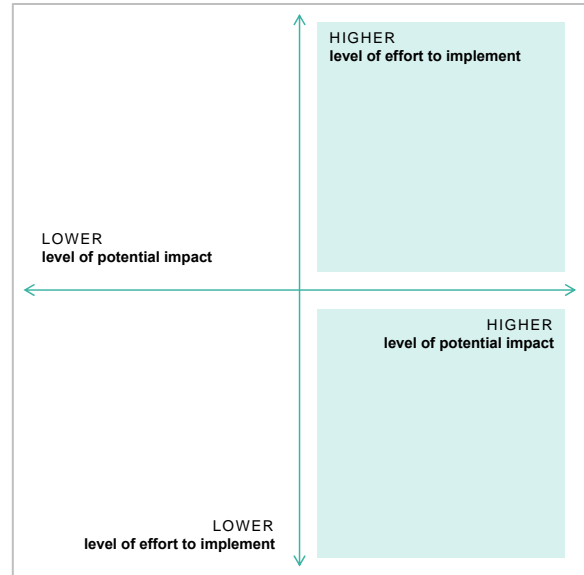 HIGHER
level of effort to implement
LOWER
level of potential impact
HIGHER
level of potential impact
LOWER
level of effort to implement